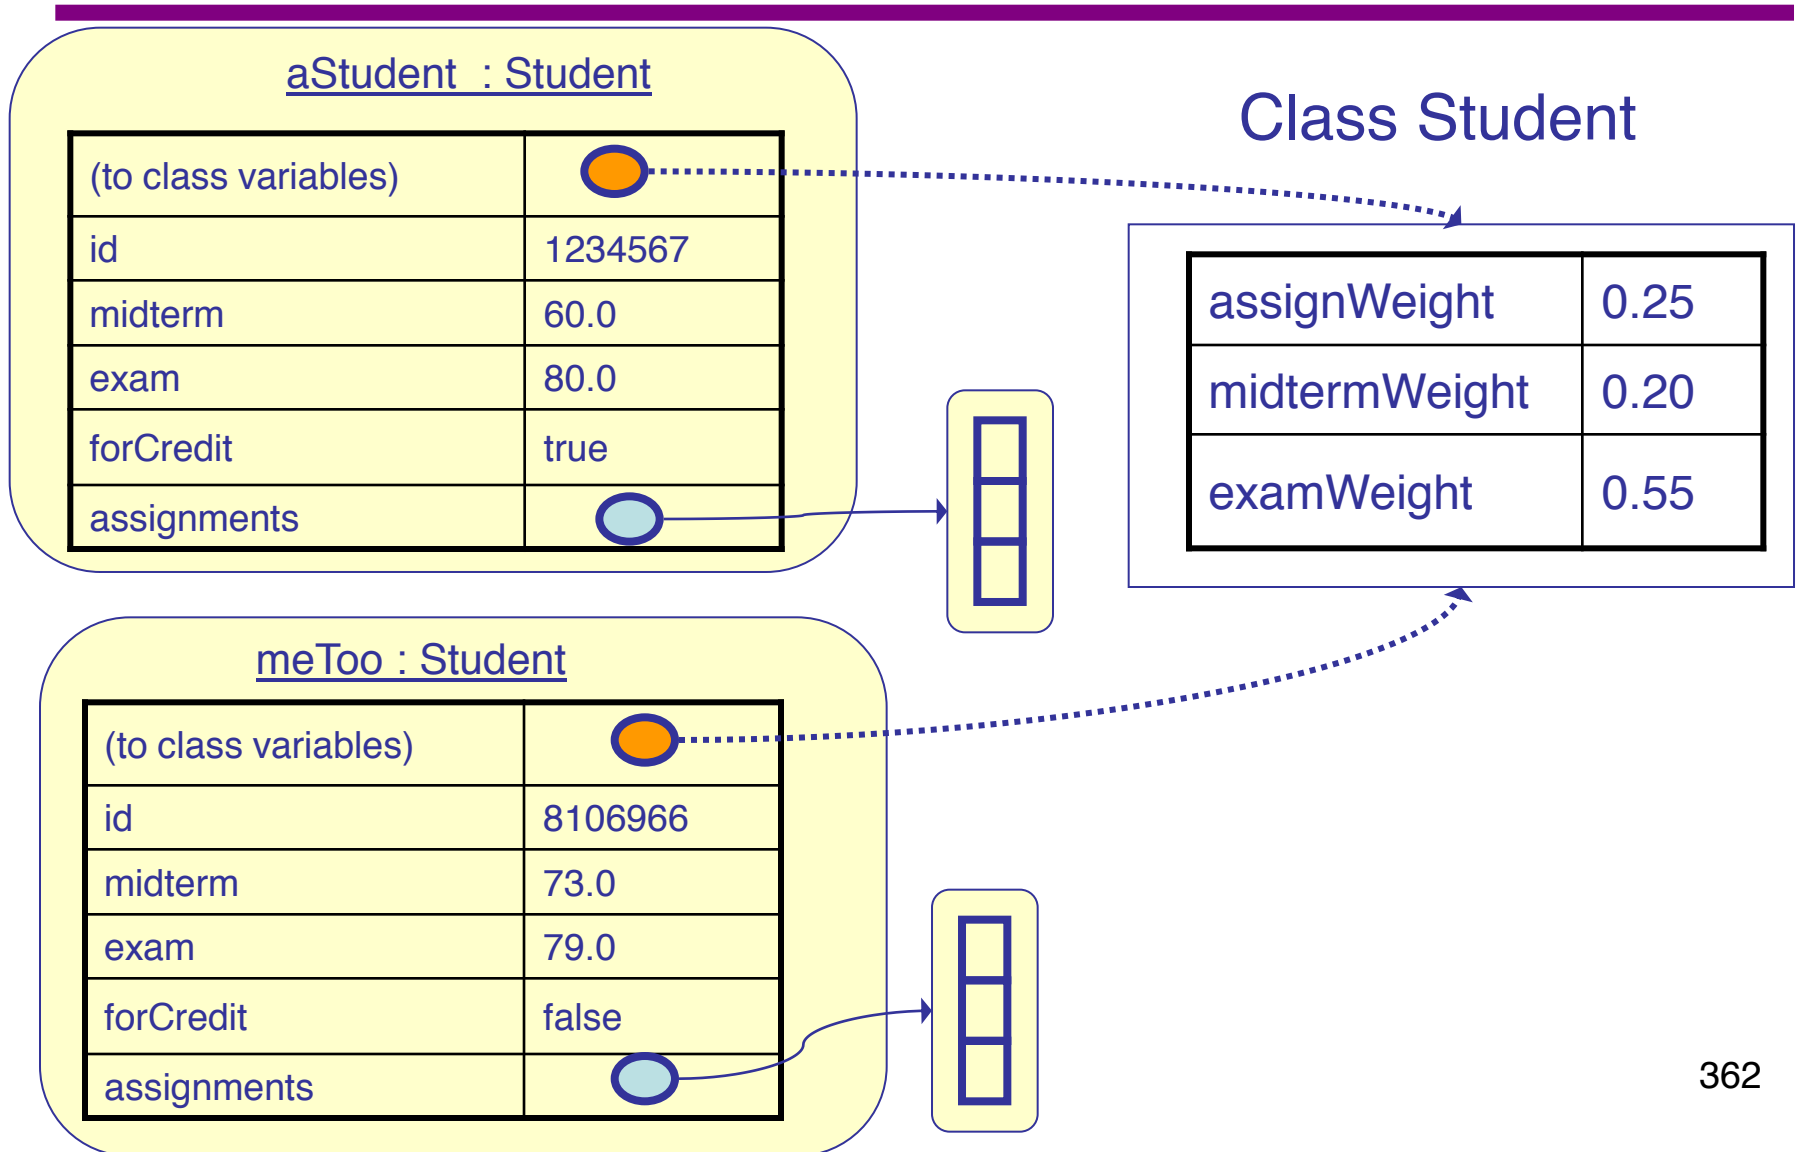 aStudent : Student
(to class variables)
id 1234567
midterm 60.0
exam 80.0
forCredit true
assignments
Class Student
assignWeight 0.25
midtermWeight 0.20
examWeight 0.55
meToo : Student
(to class variables)
id 8106966
midterm 73.0
exam 79.0
forCredit false
assignments
362